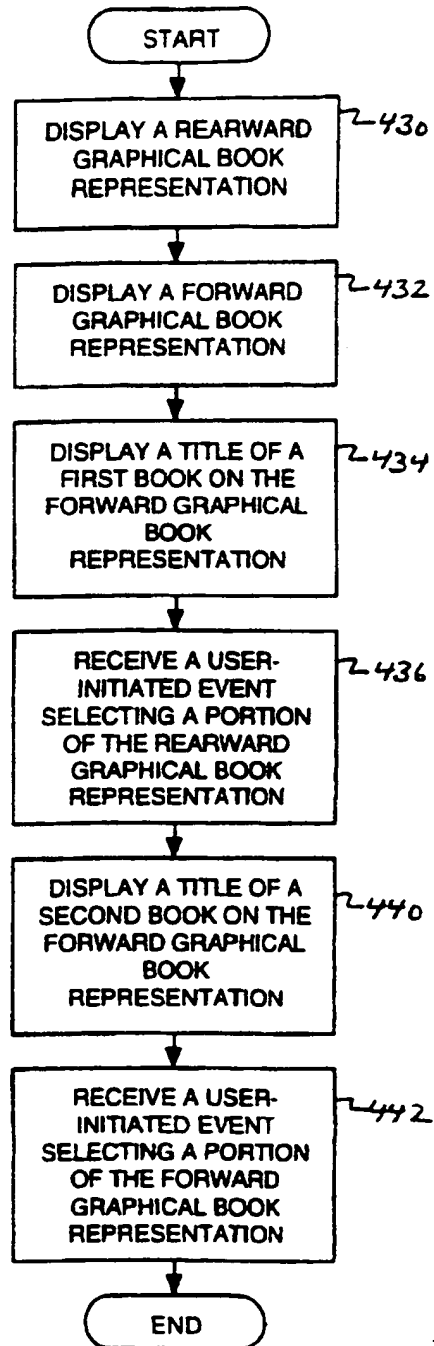 START
DISPLAY A REARWARD
GRAPHICAL BOOK
REPRESENTATION
430
DISPLAY A FORWARD
GRAPHICAL BOOK
REPRESENTATION
432
DISPLAY A TITLE OF A
FIRST BOOK ON THE
FORWARD GRAPHICAL
BOOK
REPRESENTATION
434
RECEIVE A USER-
INITIATED EVENT
SELECTING A PORTION
OF THE REARWARD
GRAPHICAL BOOK
REPRESENTATION
436
DISPLAY A TITLE OF A
SECOND BOOK ON THE
FORWARD GRAPHICAL
BOOK
REPRESENTATION
440
RECEIVE A USER-
INITIATED EVENT
SELECTING A PORTION
OF THE FORWARD
GRAPHICAL BOOK
REPRESENTATION
442
END